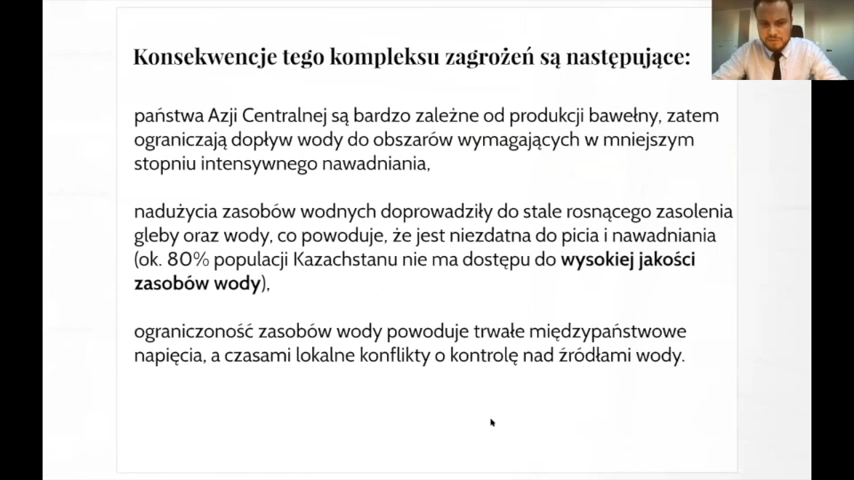 Konsekwencje tego kompleksu zagrożeń są następujące:
państwa Azji Centralnej są bardzo zależne od produkcji bawełny, zatem
ograniczają dopływ wody do obszarów wymagających w mniejszym
stopniu intensywnego nawadniania,
nadużycia zasobów wodnych doprowadziły do stale rosnącego zasolenia
gleby oraz wody, co powoduje, że jest niezdatna do picia i nawadniania
(ok. 80% populacji Kazachstanu nie ma dostępu do wysokiej jakości
zasobów wody),
ograniczoność zasobów wody powoduje trwałe międzypaństwowe
napięcia, a czasami lokalne konflikty o kontrolę nad źródłami wody.